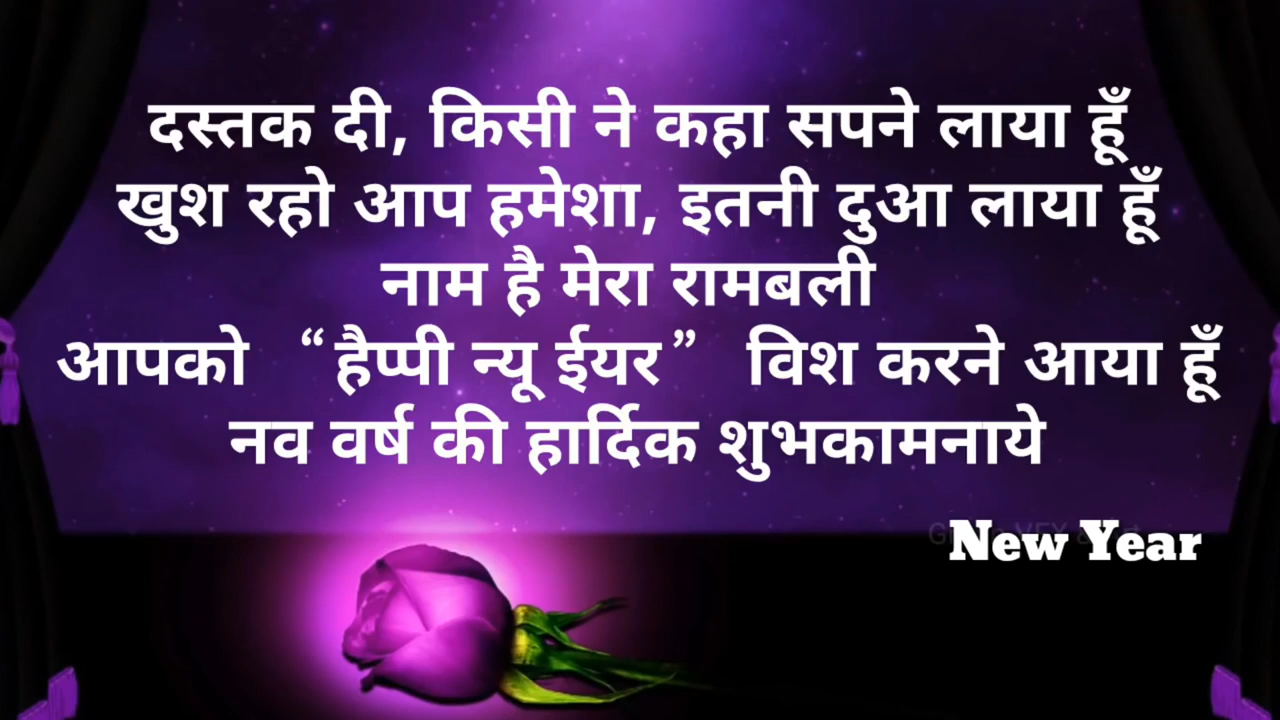 दस्तक दी, किसी ने कहा सपने लाया हूँ
खुश रहो आप हमेशा, इतनी दुआ लाया हूँ
नाम है मेरा रामबली
आपको “हैप्पी न्यू ईयर” विश करने आया हूँ
नव वर्ष की हार्दिक शुभकामनाये
New Year